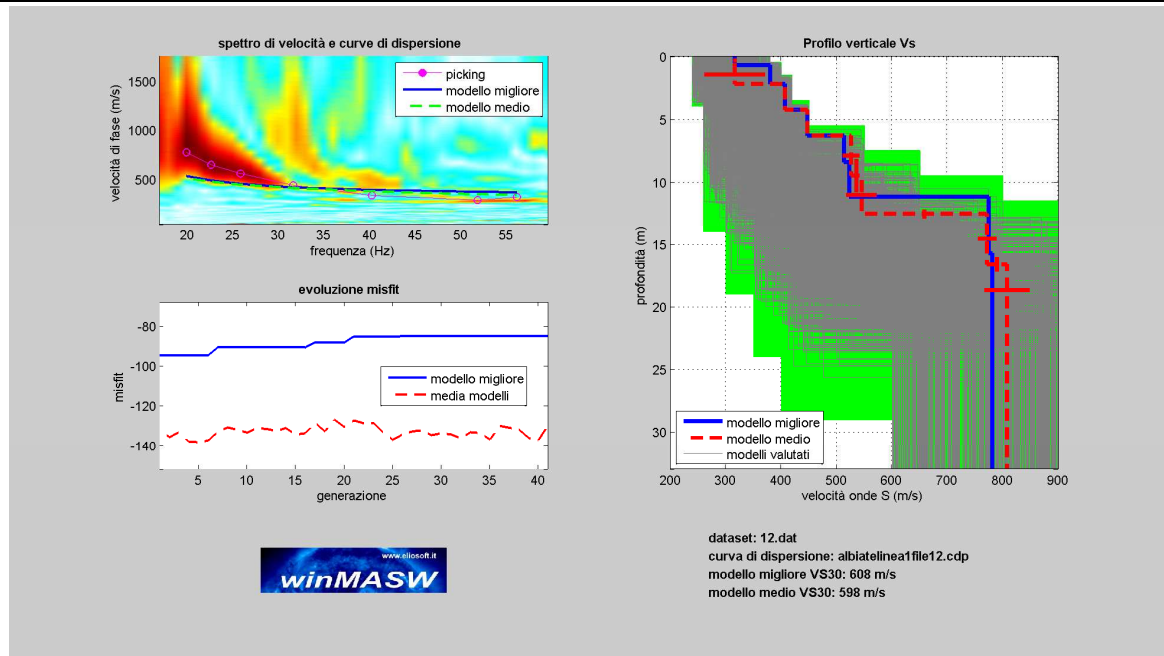 spettro di velocità e curve di dispersione
1500
1000
500
velocità di fase (m/s)
picking
modello migliore
modello medio
20 25 30 35 40 45 50 55
frequenza (Hz)
evoluzione misfit
-80
-100
-120
-140
misfit
modello migliore
media modelli
5 10 15 20 25 30 35 40
generazione
www.eliosoft.it
winMASW
Profilo verticale Vs
0
5
10
15
20
25
30
profondità (m)
modello migliore
modello medio
modelli valutati
200 300 400 500 600 700 800 900
velocità onde S (m/s)
dataset: 12.dat
curva di dispersione: albiatelinea1file12.cdp
modello migliore VS30: 608 m/s
modello medio VS30: 598 m/s